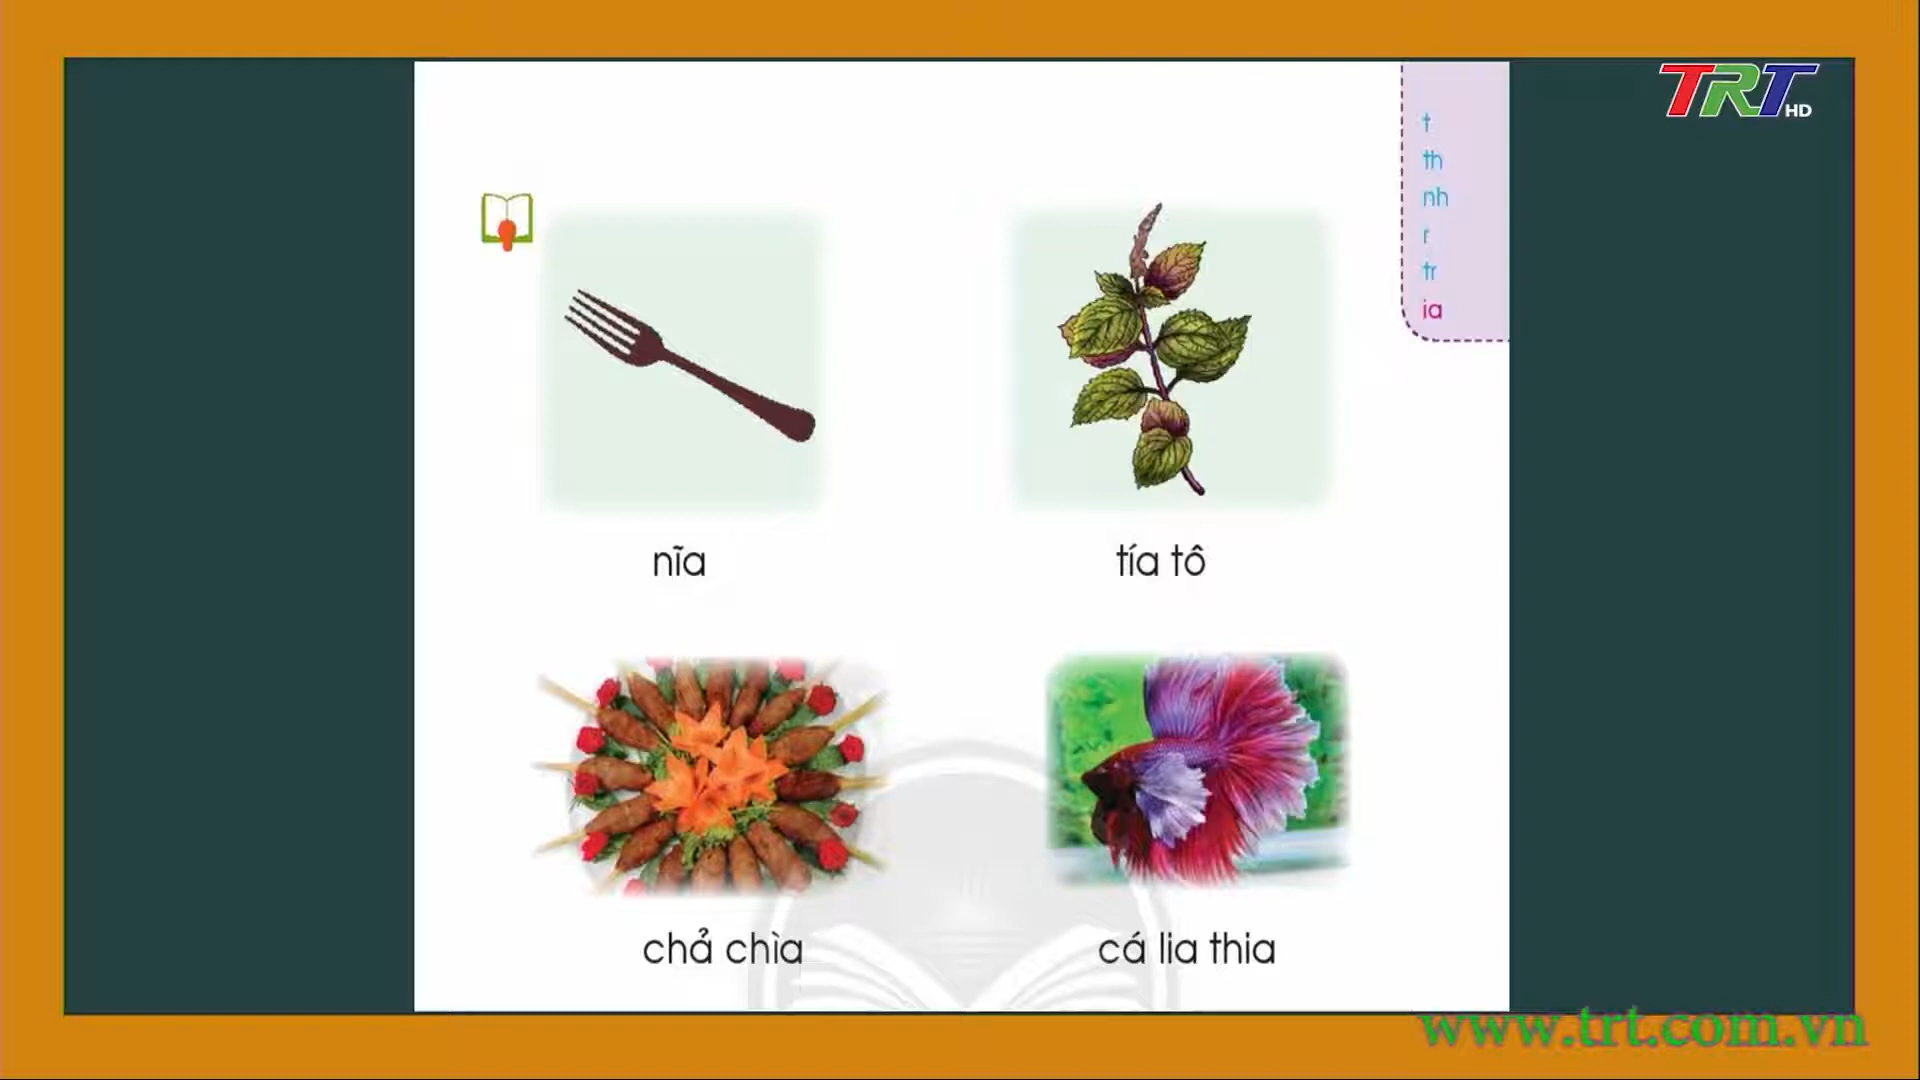 TRT HD
t
th
nh
r
tr
ia
nĩa
tía tô
chả chìa
cá lia thia
www.trt.com.vn